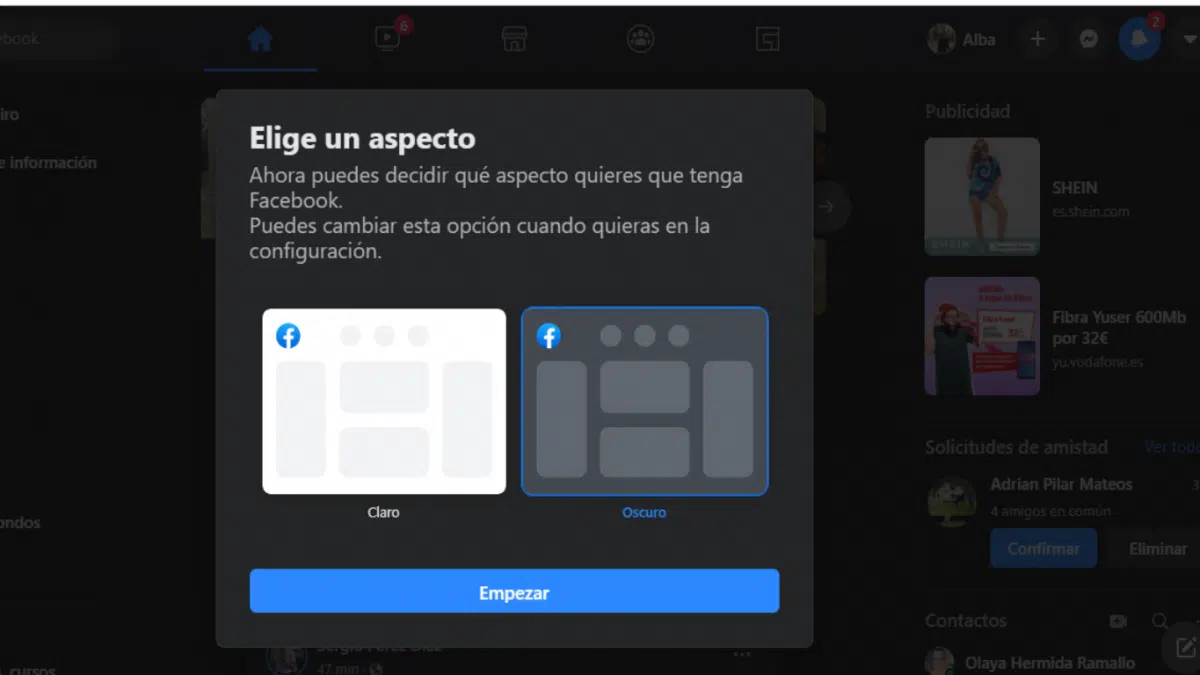 ebook
6
Alba
2
iro
e información
Elige un aspecto
Ahora puedes decidir qué aspecto quieres que tenga
Facebook.
Puedes cambiar esta opción cuando quieras en la
configuración.
Claro
Oscuro
Empezar
Publicidad
SHEIN
es.shein.com
SHEIN
Fibra Yuser 600Mb
por 32€
yu.vodafone.es
Solicitudes de amistad
Ver todo
Adrian Pilar Mateos
3
4 amigos en común
Confirmar
Eliminar
ondos
Contactos
Olaya Hermida Ramallo
Sergio Pérez Díaz
47 min
cursos